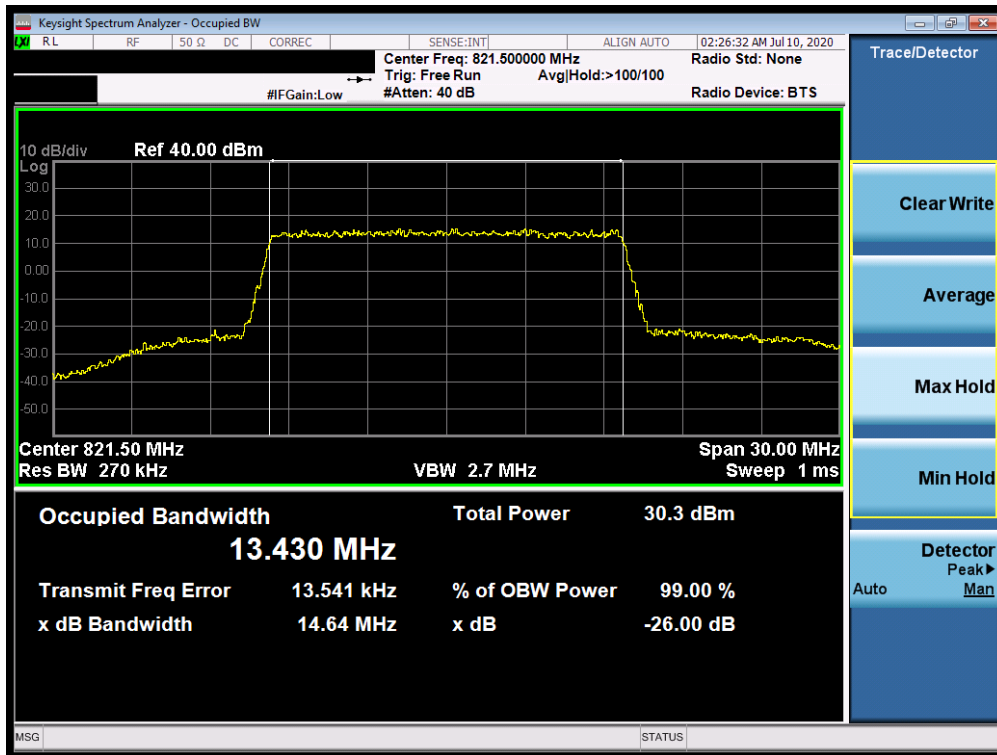 Keysight Spectrum Analyzer - Occupied BW
LXI RL RF 50 Ω DC CORREC SENSE:INT ALIGN AUTO 02:26:32 AM Jul 10, 2020
Center Freq: 821.500000 MHz Radio Std: None
Trig: Free Run Avg|Hold:>100/100
#IFGain:Low #Atten: 40 dB Radio Device: BTS
10 dB/div Ref 40.00 dBm
Log
30.0
20.0
10.0
0.00
-10.0
-20.0
-30.0
-40.0
-50.0
Center 821.50 MHz Span 30.00 MHz
Res BW 270 kHz VBW 2.7 MHz Sweep 1 ms
Occupied Bandwidth Total Power 30.3 dBm
13.430 MHz
Transmit Freq Error 13.541 kHz % of OBW Power 99.00 %
x dB Bandwidth 14.64 MHz x dB -26.00 dB
MSG STATUS
Trace/Detector
Clear Write
Average
Max Hold
Min Hold
Detector
Peak▶
Auto Man